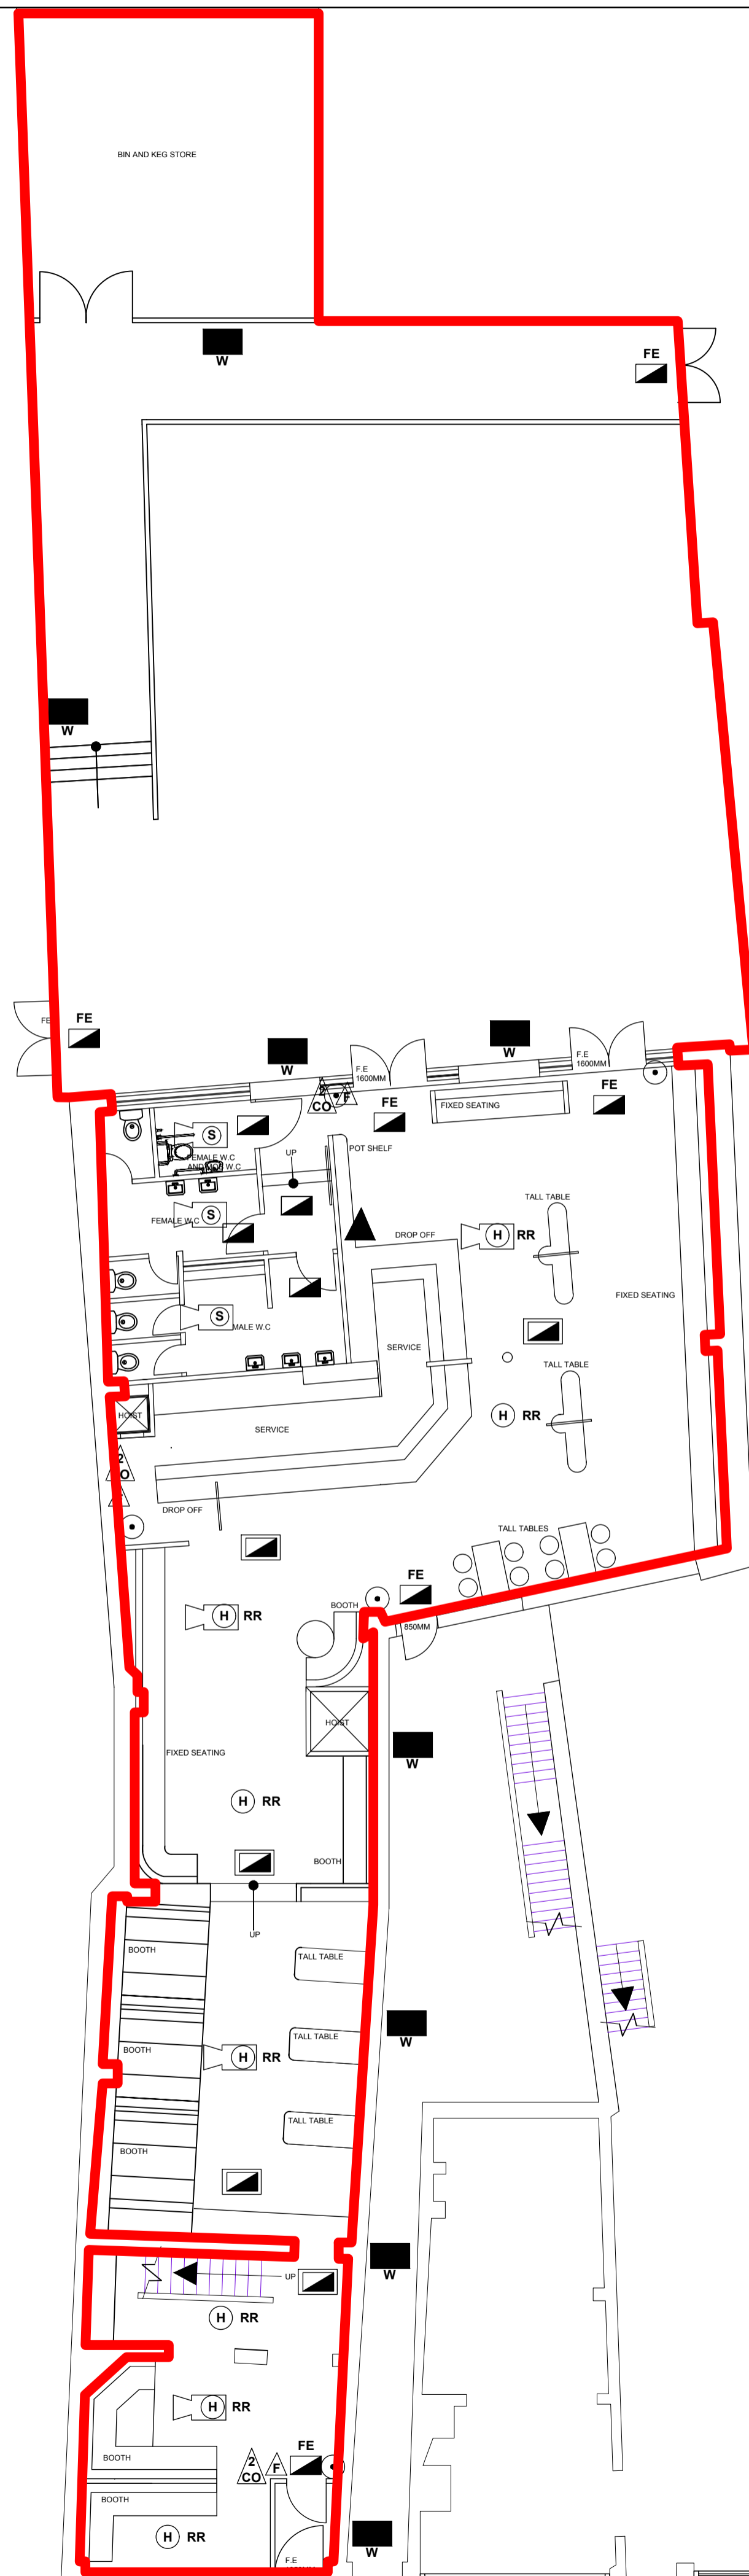 BIN AND KEG STORE
W
FE
W
FE
FE
W
W
F.E
1600MM
F.E
1600MM
2
CO
F
FE
FE
FIXED SEATING
S
FEMALE W.C
UP
POT SHELF
TALL TABLE
S
FEMALE W.C
DROP OFF
H RR
FIXED SEATING
S
MALE W.C
SERVICE
TALL TABLE
HOIST
H RR
SERVICE
2
CO
DROP OFF
TALL TABLES
FE
BOOTH
H RR
850MM
HOIST
FIXED SEATING
W
H RR
BOOTH
UP
BOOTH
TALL TABLE
W
BOOTH
TALL TABLE
H RR
BOOTH
TALL TABLE
W
UP
H RR
H RR
FE
BOOTH
2
CO
F
BOOTH
H RR
W
F.E